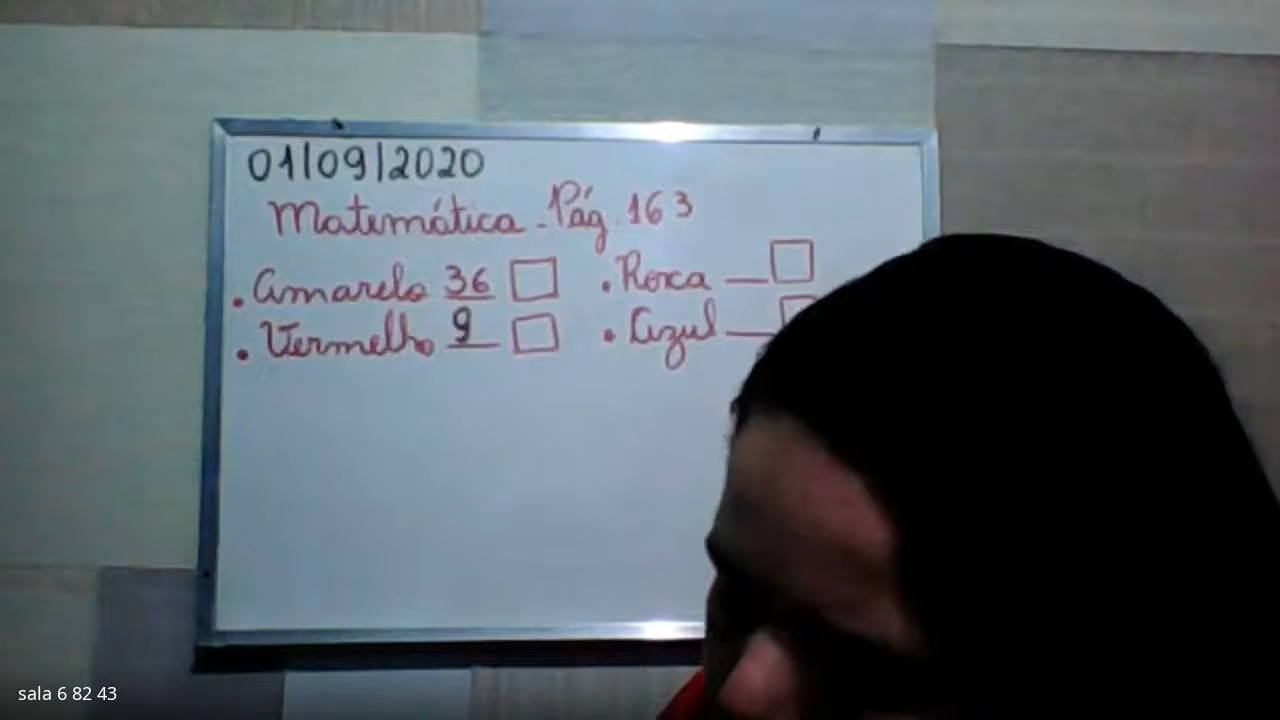 01/09/2020
Matemática - Pág. 163
• Amarelo 36 • Roxa
• Vermelho 9 • Azul
sala 6 82 43